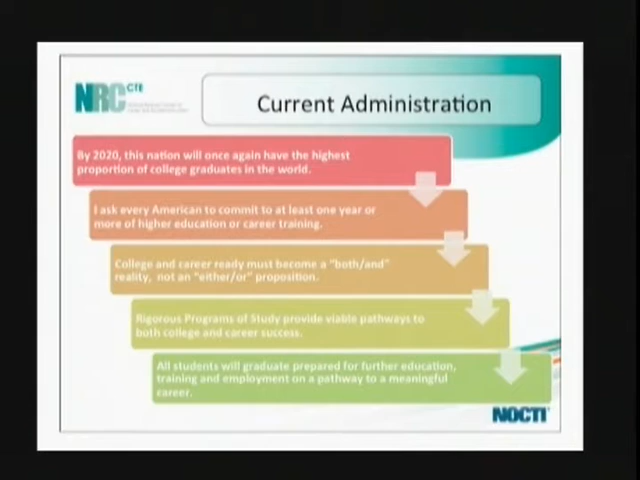 NRC CTE
Current Administration
By 2020, this nation will once again have the highest
proportion of college graduates in the world.
I ask every American to commit to at least one year or
more of higher education or career training.
College and career ready must become a "both/and"
reality, not an "either/or" proposition.
Rigorous Programs of Study provide viable pathways to
both college and career success.
All students will graduate prepared for further education,
training and employment on a pathway to a meaningful
career.
NOCTI